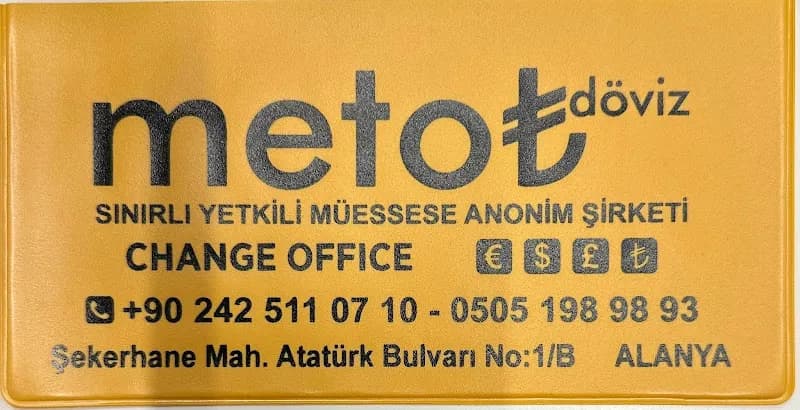 metot döviz
SINIRLI YETKİLİ MÜESSESE ANONİM ŞİRKETİ
CHANGE OFFICE € $ £ ₺
+90 242 511 07 10 - 0505 198 98 93
Şekerhane Mah. Atatürk Bulvarı No:1/B ALANYA